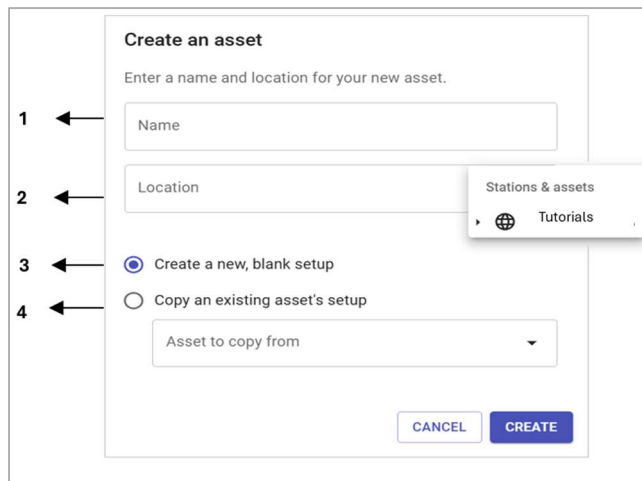 Create an asset
Enter a name and location for your new asset.
1
Name
2
Location
Stations & assets
Tutorials
3
Create a new, blank setup
4
Copy an existing asset's setup
Asset to copy from
CANCEL
CREATE